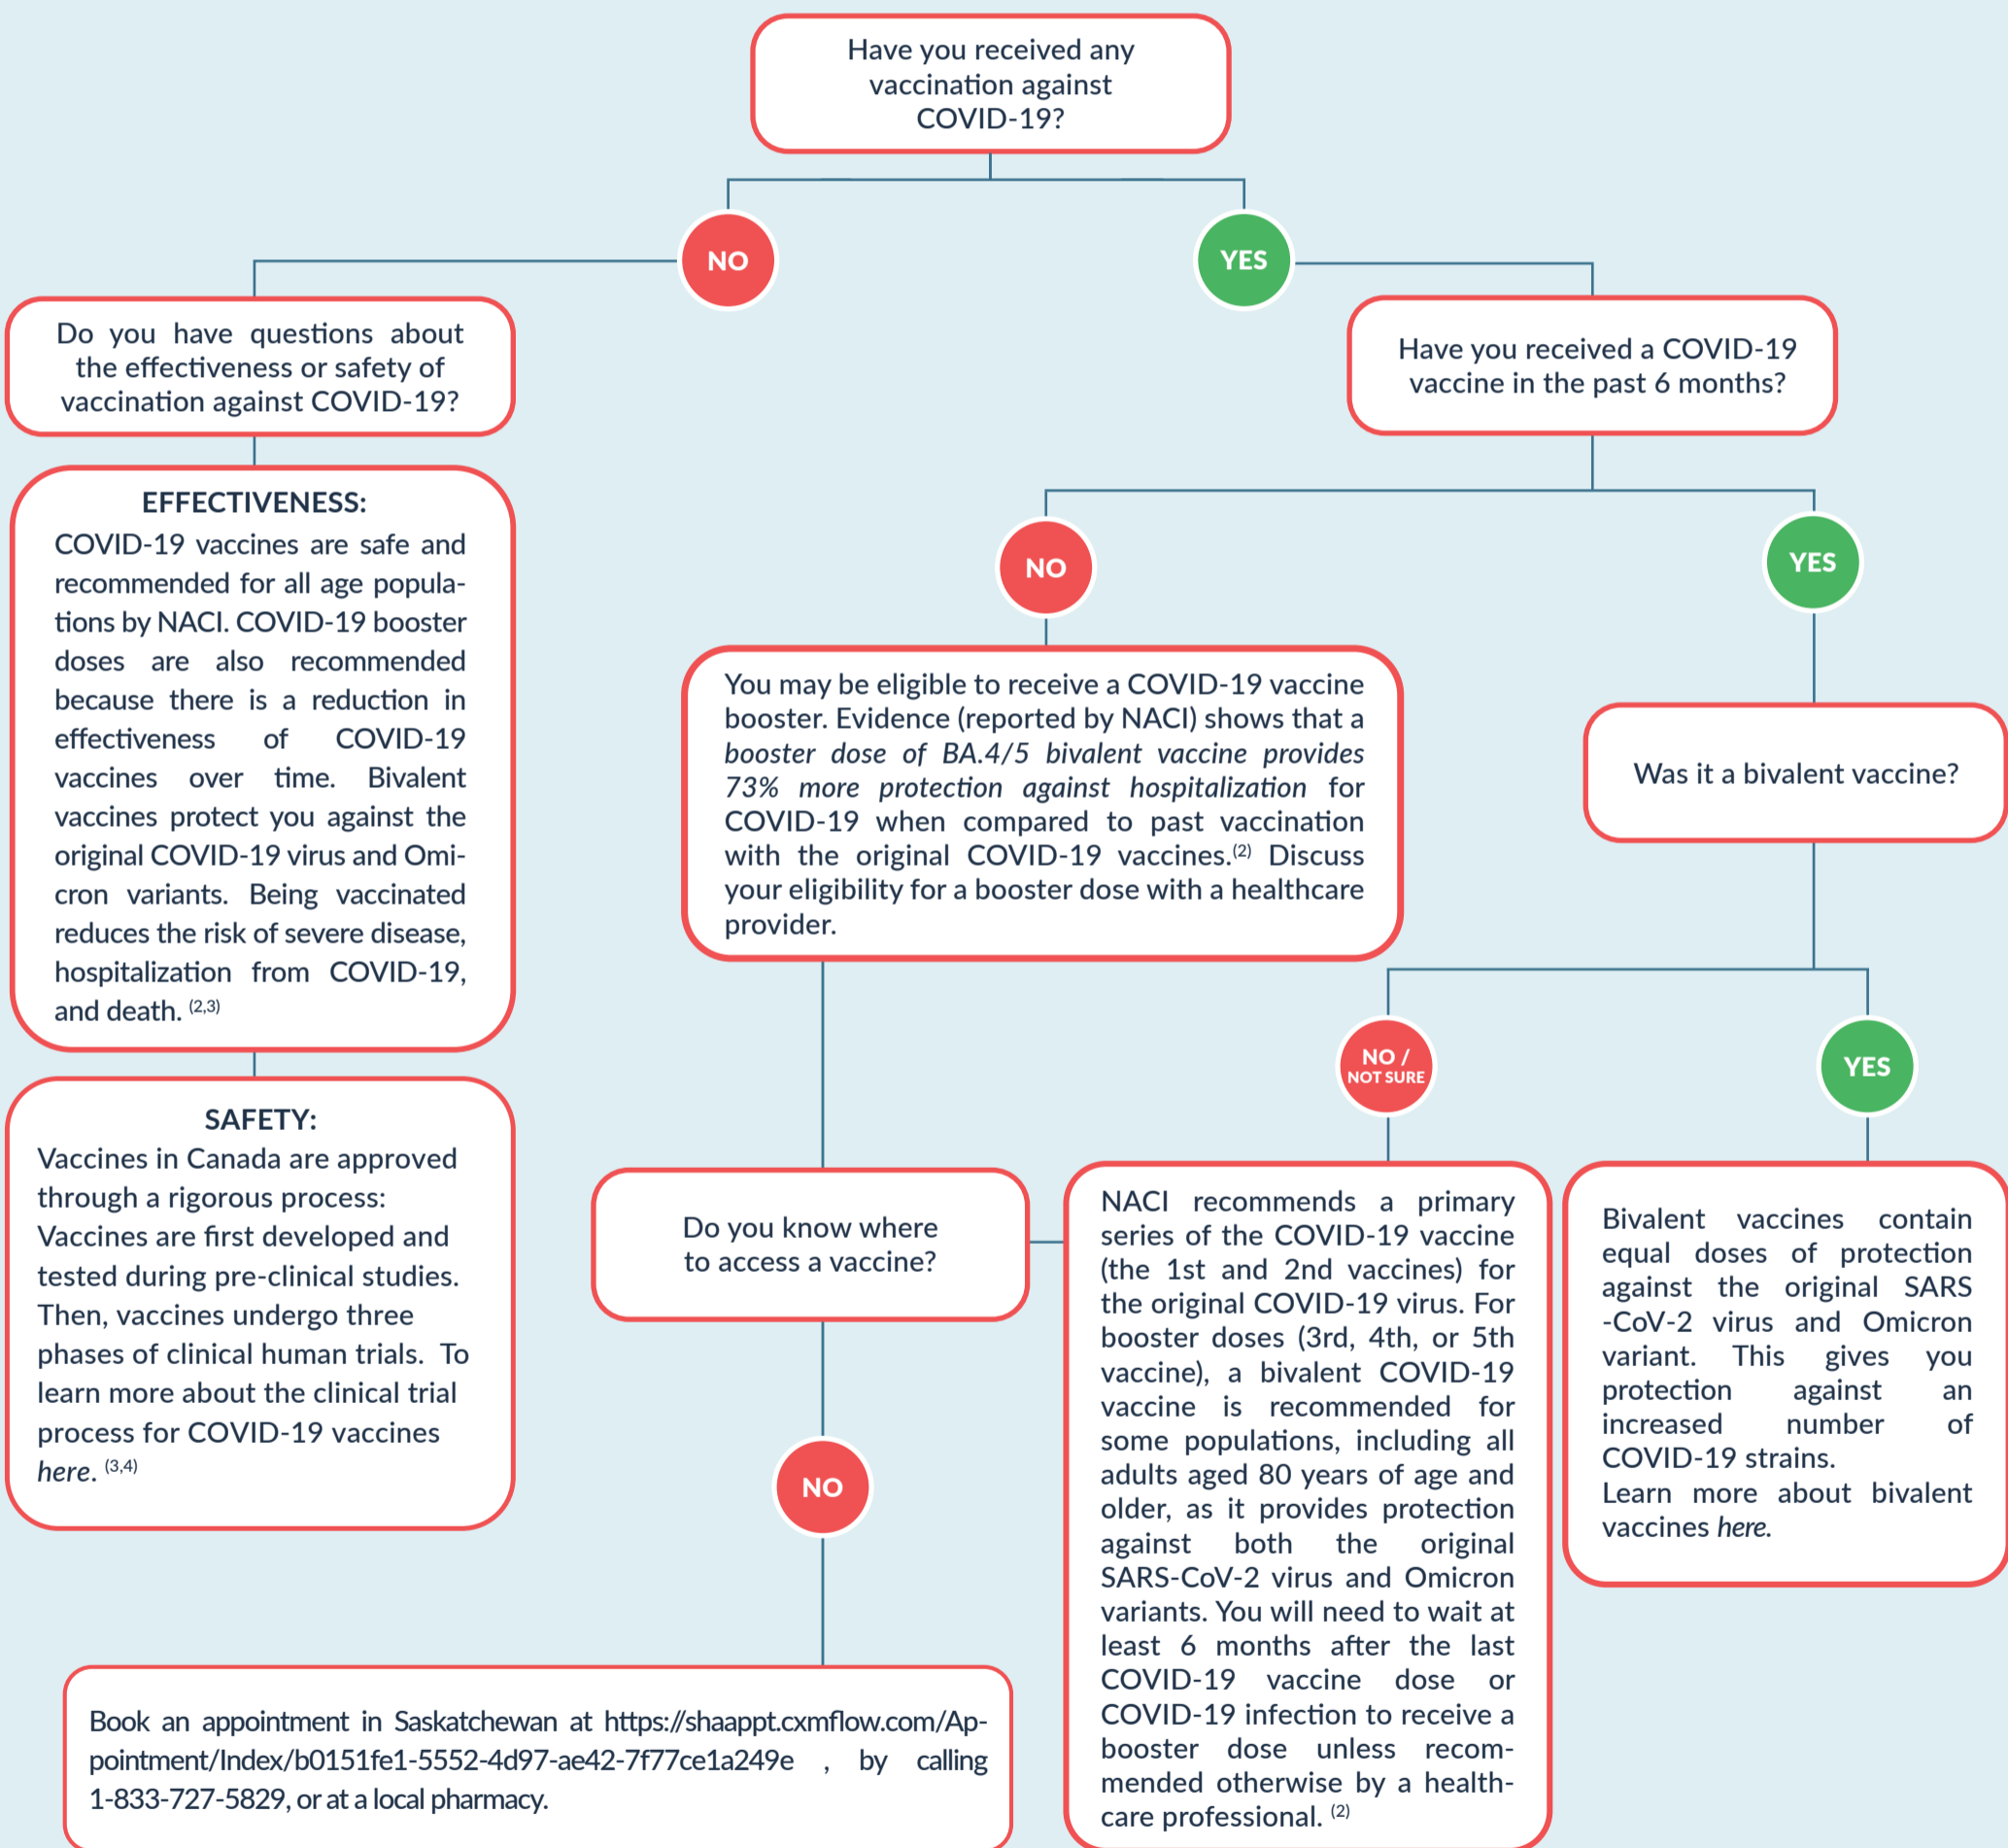 Have you received any
vaccination against
COVID-19?
NO
YES
Do you have questions about
the effectiveness or safety of
vaccination against COVID-19?
Have you received a COVID-19
vaccine in the past 6 months?
EFFECTIVENESS:
COVID-19 vaccines are safe and
recommended for all age popula-
tions by NACI. COVID-19 booster
doses are also recommended
because there is a reduction in
effectiveness of COVID-19
vaccines over time. Bivalent
vaccines protect you against the
original COVID-19 virus and Omi-
cron variants. Being vaccinated
reduces the risk of severe disease,
hospitalization from COVID-19,
and death. (2,3)
NO
YES
You may be eligible to receive a COVID-19 vaccine
booster. Evidence (reported by NACI) shows that a
booster dose of BA.4/5 bivalent vaccine provides
73% more protection against hospitalization for
COVID-19 when compared to past vaccination
with the original COVID-19 vaccines.(2) Discuss
your eligibility for a booster dose with a healthcare
provider.
Was it a bivalent vaccine?
NO /
NOT SURE
YES
SAFETY:
Vaccines in Canada are approved
through a rigorous process:
Vaccines are first developed and
tested during pre-clinical studies.
Then, vaccines undergo three
phases of clinical human trials. To
learn more about the clinical trial
process for COVID-19 vaccines
here. (3,4)
Do you know where
to access a vaccine?
NACI recommends a primary
series of the COVID-19 vaccine
(the 1st and 2nd vaccines) for
the original COVID-19 virus. For
booster doses (3rd, 4th, or 5th
vaccine), a bivalent COVID-19
vaccine is recommended for
some populations, including all
adults aged 80 years of age and
older, as it provides protection
against both the original
SARS-CoV-2 virus and Omicron
variants. You will need to wait at
least 6 months after the last
COVID-19 vaccine dose or
COVID-19 infection to receive a
booster dose unless recom-
mended otherwise by a health-
care professional. (2)
Bivalent vaccines contain
equal doses of protection
against the original SARS
-CoV-2 virus and Omicron
variant. This gives you
protection against an
increased number of
COVID-19 strains.
Learn more about bivalent
vaccines here.
NO
Book an appointment in Saskatchewan at https://shaappt.cxmflow.com/Ap-
pointment/Index/b0151fe1-5552-4d97-ae42-7f77ce1a249e , by calling
1-833-727-5829, or at a local pharmacy.